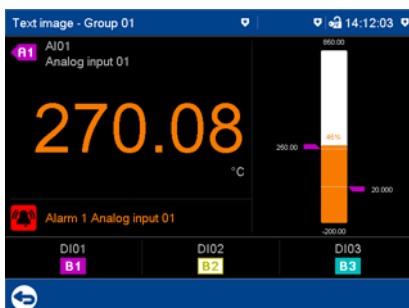 Text image - Group 01
14:12:03
A1
AI01
Analog input 01
270.08
°C
Alarm 1 Analog input 01
850.00
45%
250.00
20.000
-200.00
DI01
DI02
DI03
B1
B2
B3